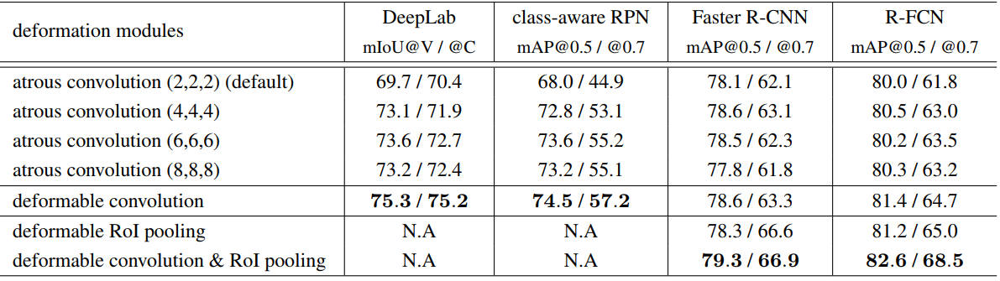 deformation modules DeepLab class-aware RPN Faster R-CNN R-FCN
mIoU@V / @C mAP@0.5 / @0.7 mAP@0.5 / @0.7 mAP@0.5 / @0.7
atrous convolution (2,2,2) (default) 69.7 / 70.4 68.0 / 44.9 78.1 / 62.1 80.0 / 61.8
atrous convolution (4,4,4) 73.1 / 71.9 72.8 / 53.1 78.6 / 63.1 80.5 / 63.0
atrous convolution (6,6,6) 73.6 / 72.7 73.6 / 55.2 78.5 / 62.3 80.2 / 63.5
atrous convolution (8,8,8) 73.2 / 72.4 73.2 / 55.1 77.8 / 61.8 80.3 / 63.2
deformable convolution 75.3 / 75.2 74.5 / 57.2 78.6 / 63.3 81.4 / 64.7
deformable RoI pooling N.A N.A 78.3 / 66.6 81.2 / 65.0
deformable convolution & RoI pooling N.A N.A 79.3 / 66.9 82.6 / 68.5